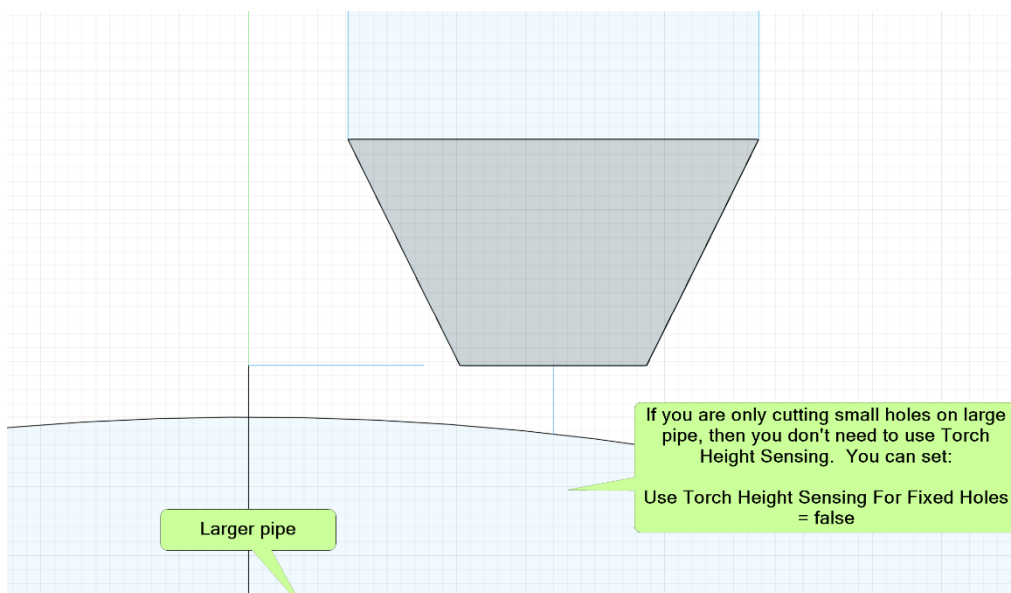 If you are only cutting small holes on large
pipe, then you don't need to use Torch
Height Sensing.  You can set:
Use Torch Height Sensing For Fixed Holes
= false
Larger pipe